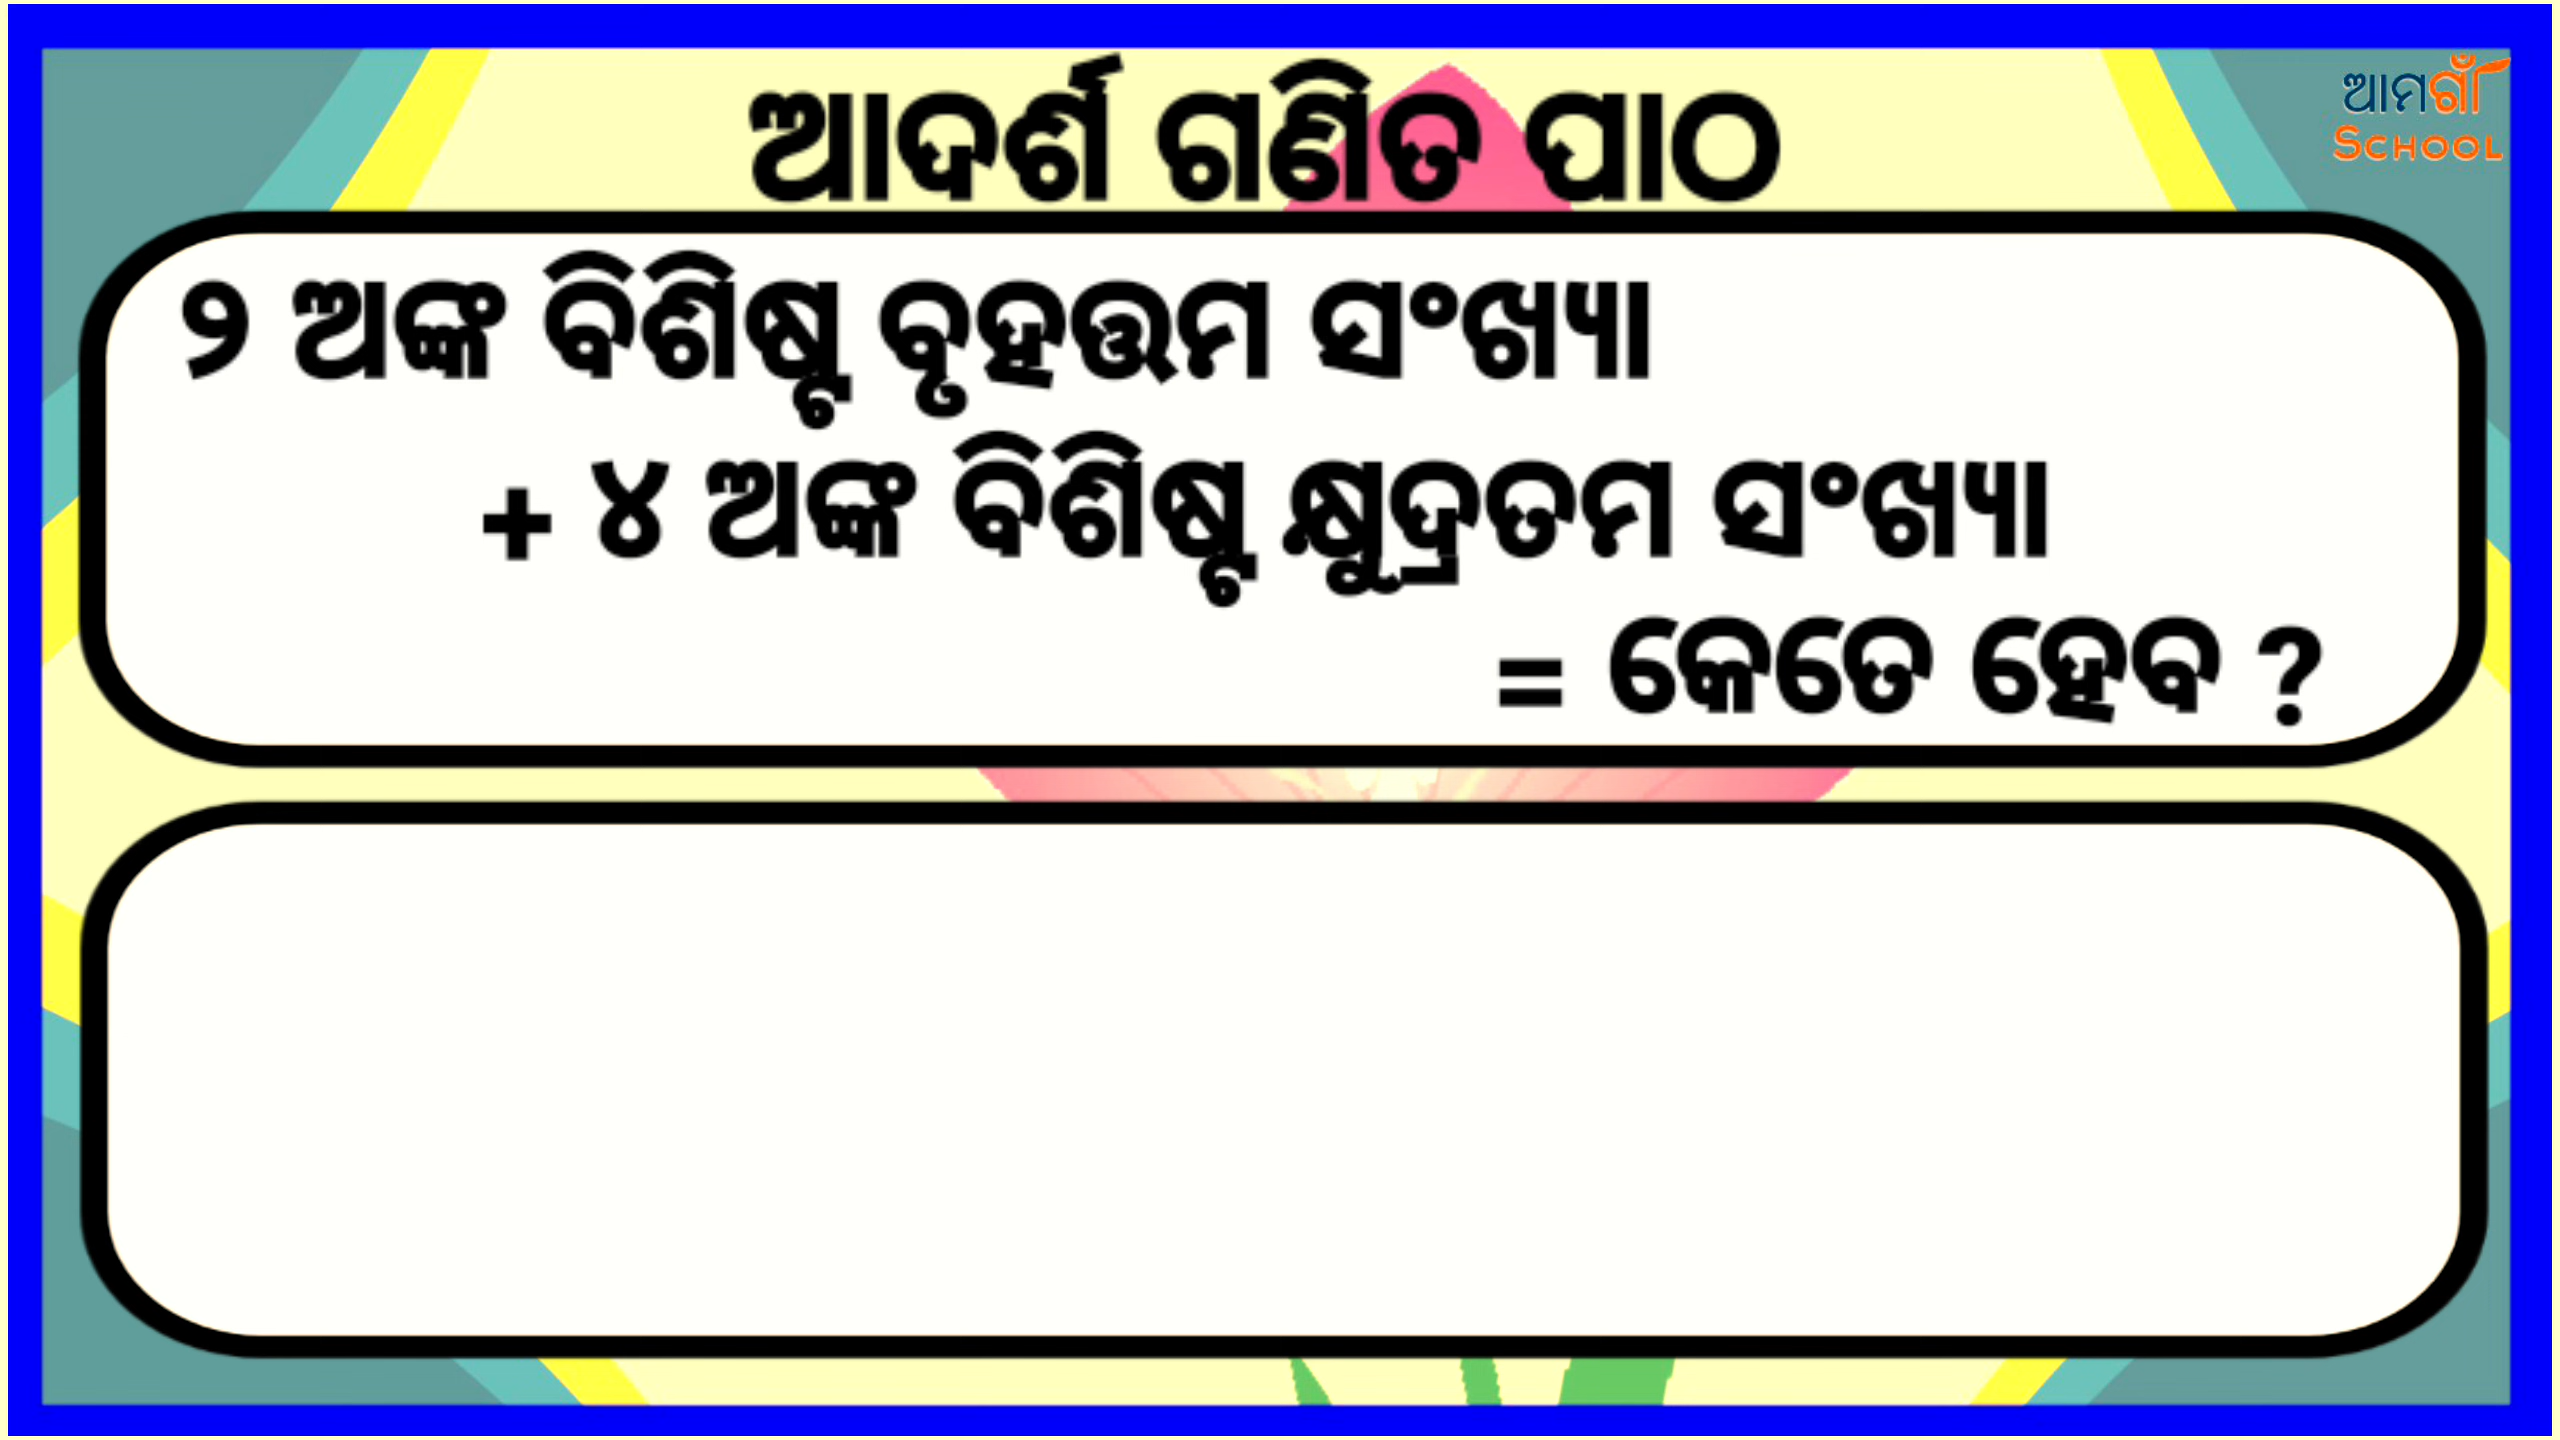 ଆଦର୍ଶ ଗଣିତ ପାଠ
ଆମଗାଁ
SCHOOL
୨ ଅଙ୍କ ବିଶିଷ୍ଟ ବୃହତ୍ତମ ସଂଖ୍ୟା
+ ୪ ଅଙ୍କ ବିଶିଷ୍ଟ କ୍ଷୁଦ୍ରତମ ସଂଖ୍ୟା
= କେତେ ହେବ ?